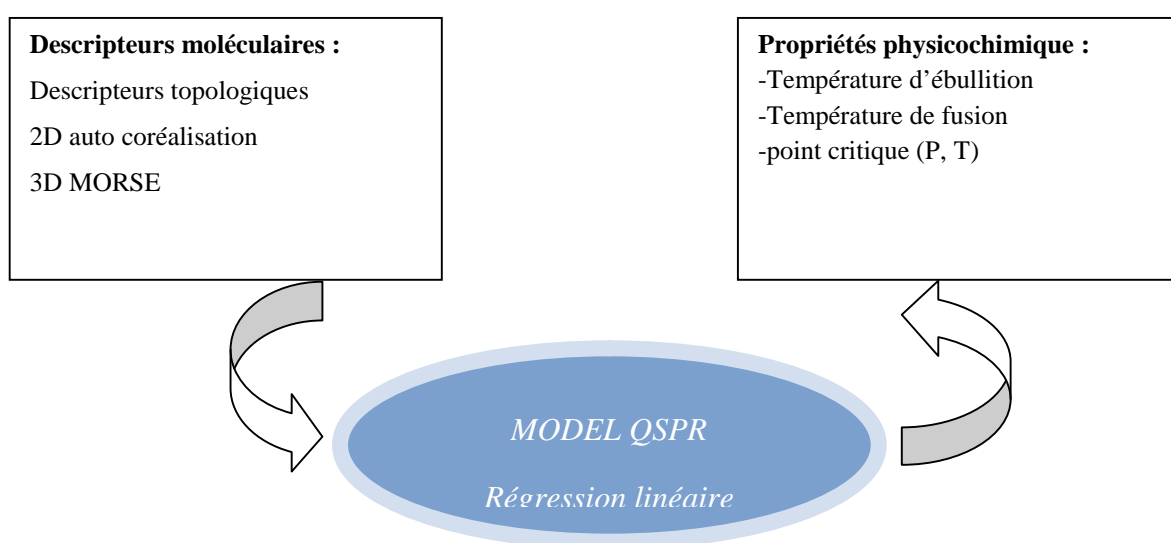 Descripteurs moléculaires :
Descripteurs topologiques
2D auto coréalisation
3D MORSE
Propriétés physicochimique :
-Température d’ébullition
-Température de fusion
-point critique (P, T)
MODEL QSPR
Régression linéaire